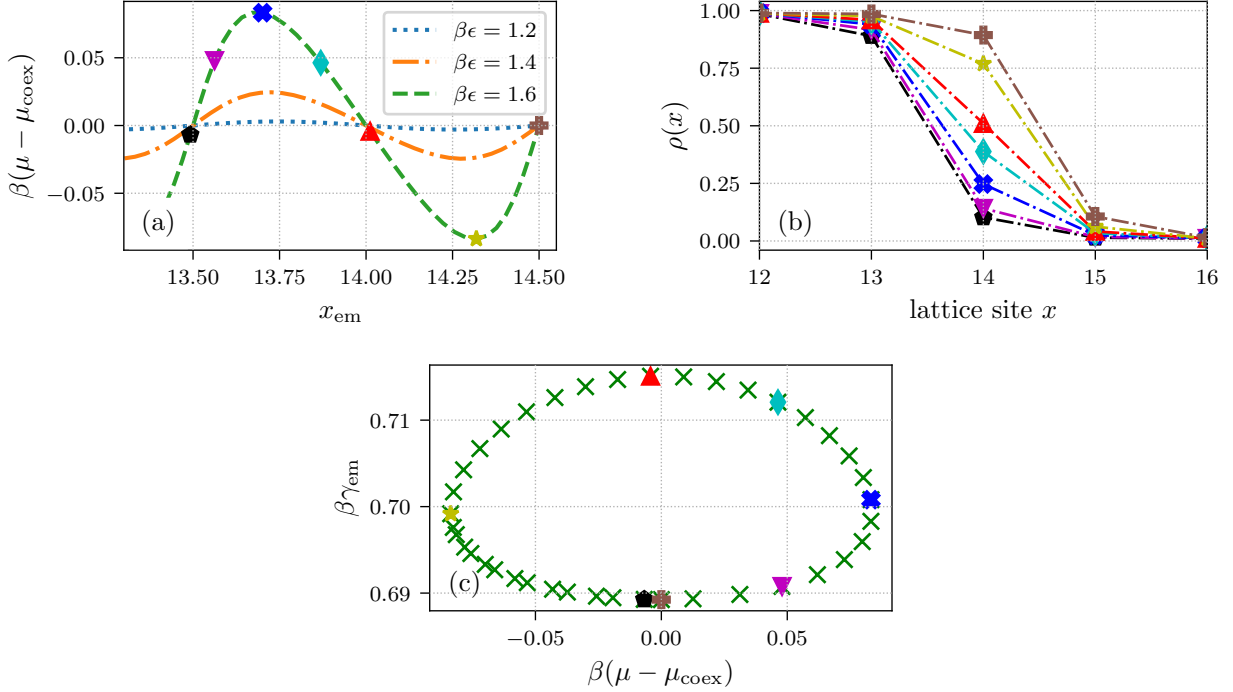 β(μ − μcoex)
0.05
0.00
−0.05
βϵ = 1.2
βϵ = 1.4
βϵ = 1.6
(a)
13.50 13.75 14.00 14.25 14.50
xem
ρ(x)
1.00
0.75
0.50
0.25
0.00
(b)
12 13 14 15 16
lattice site x
βγem
0.71
0.70
0.69
(c)
−0.05 0.00 0.05
β(μ − μcoex)